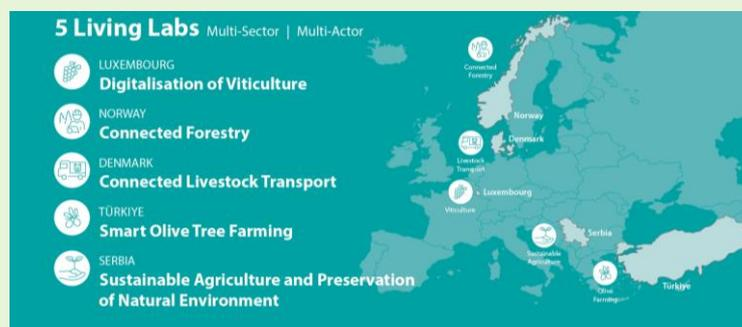 5 Living Labs Multi-Sector | Multi-Actor
LUXEMBOURG
Digitalisation of Viticulture
NORWAY
Connected Forestry
DENMARK
Connected Livestock Transport
TÜRKIYE
Smart Olive Tree Farming
SERBIA
Sustainable Agriculture and Preservation
of Natural Environment
Connected
Forestry
Norway
Denmark
Livestock
Transport
Luxembourg
Viticulture
Serbia
Sustainable
Agriculture
Olive
Farming
Türkiye